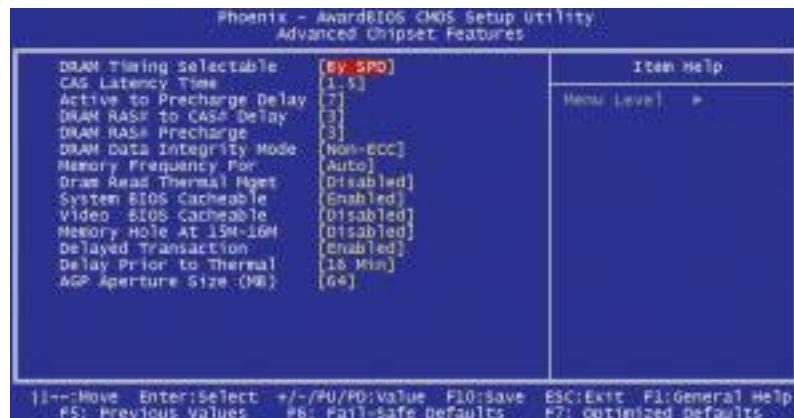 Phoenix - AwardBIOS CMOS Setup Utility
Advanced Chipset Features
DRAM Timing Selectable [By SPD]
CAS Latency Time [1.5]
Active to Precharge Delay [7]
DRAM RAS# to CAS# Delay [3]
DRAM RAS# Precharge [3]
DRAM Data Integrity Mode [Non-ECC]
Memory Frequency For [Auto]
Dram Read Thermal Mgmt [Disabled]
System BIOS Cacheable [Enabled]
Video BIOS Cacheable [Disabled]
Memory Hole At 15M-16M [Disabled]
Delayed Transaction [Enabled]
Delay Prior to Thermal [16 Min]
AGP Aperture Size (MB) [64]
Item Help
Menu Level ►
:Move Enter:Select +/-/PU/PD:Value F10:Save ESC:Exit F1:General Help
F5: Previous Values F6: Fail-Safe Defaults F7: Optimized Defaults